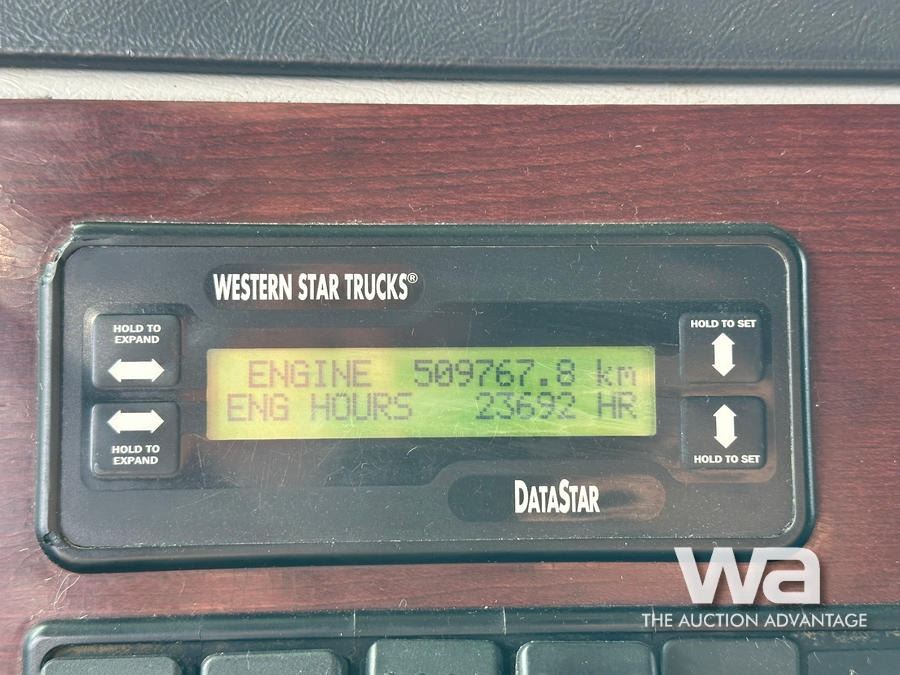 WESTERN STAR TRUCKS®
HOLD TO
EXPAND
HOLD TO SET
ENGINE 509767.8 km
ENG HOURS 23692 HR
HOLD TO
EXPAND
HOLD TO SET
DATASTAR
wa
THE AUCTION ADVANTAGE